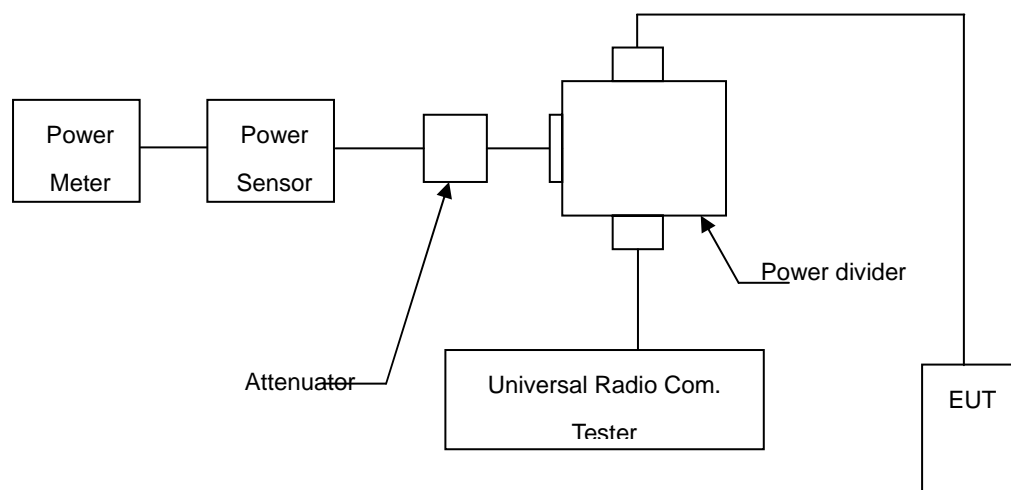 Power
Meter
Power
Sensor
Power divider
Attenuator
Universal Radio Com.
Tester
EUT